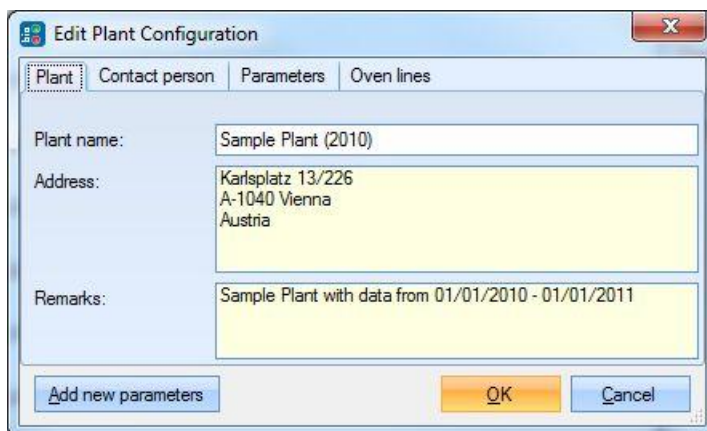 Edit Plant Configuration
Plant Contact person Parameters Oven lines
Plant name: Sample Plant (2010)
Address: Karlsplatz 13/226
A-1040 Vienna
Austria
Remarks: Sample Plant with data from 01/01/2010 - 01/01/2011
Add new parameters OK Cancel